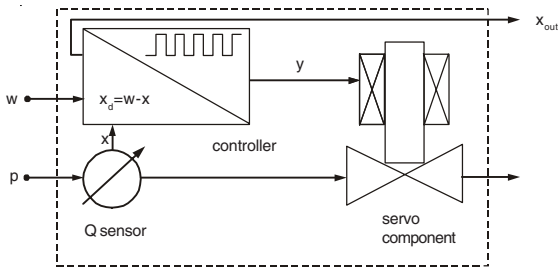 x_out
y
w
x_d=w-x
x
controller
p
Q sensor
servo
component